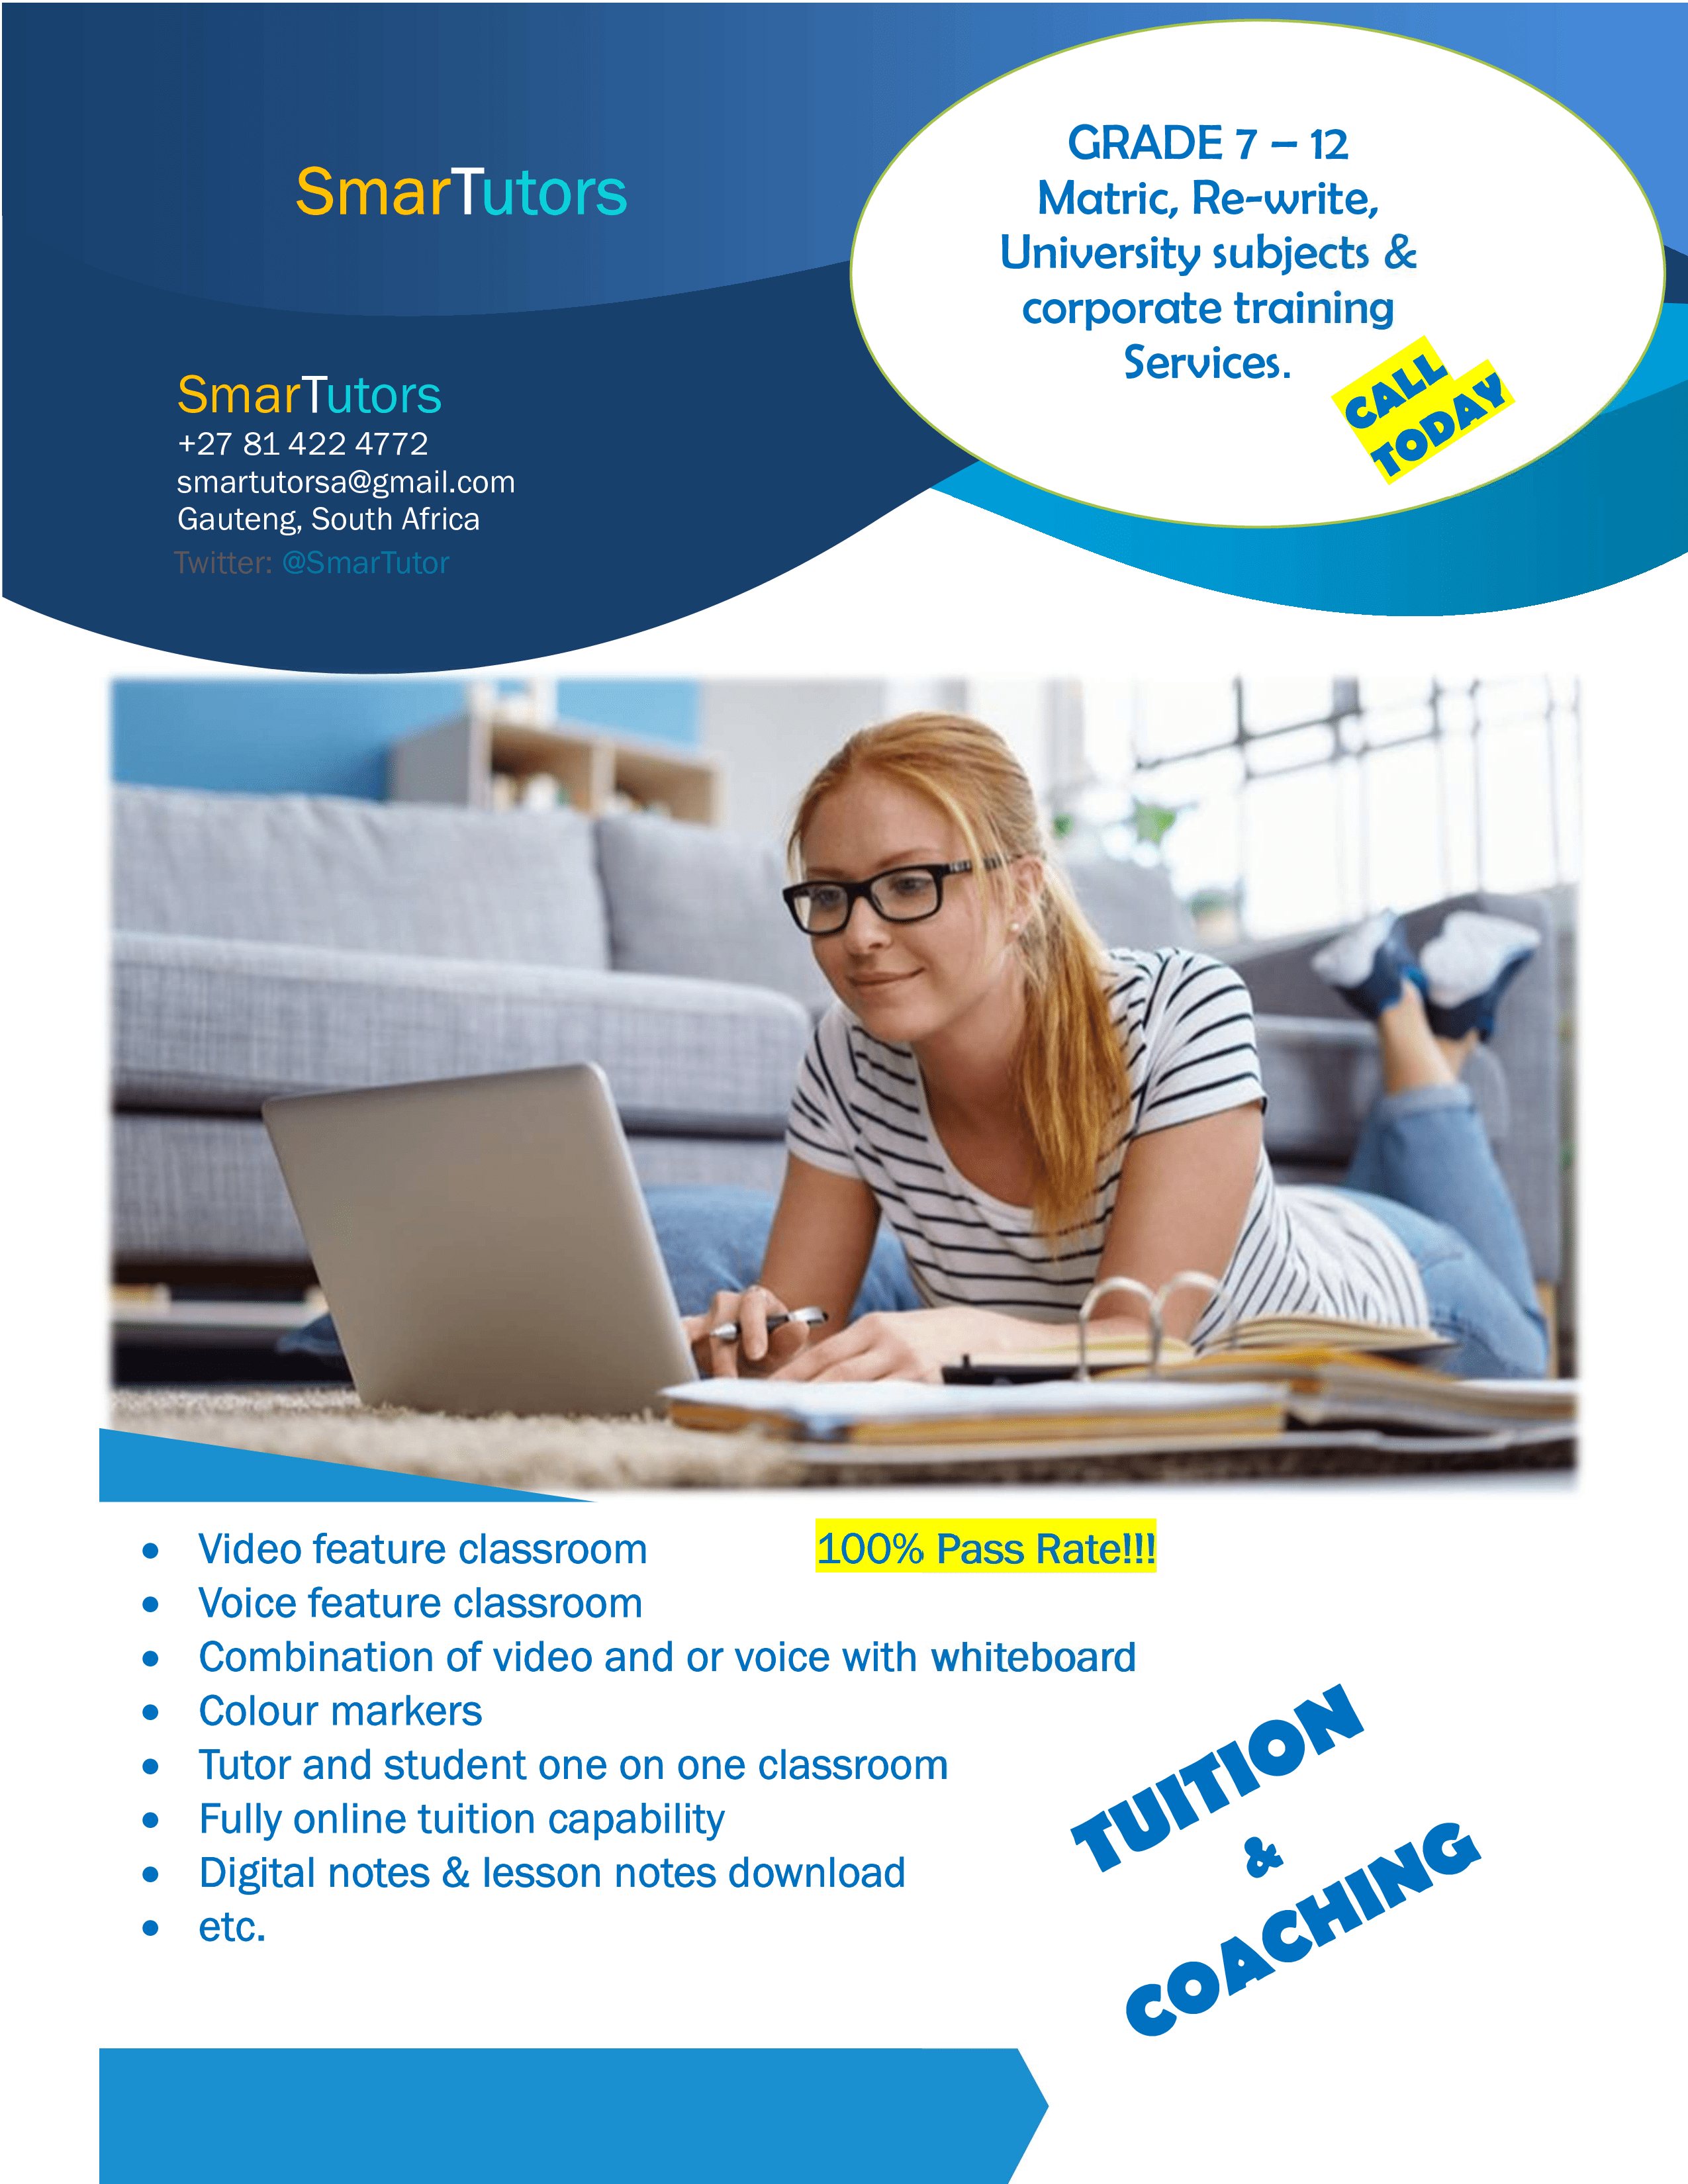 SmarTutors
GRADE 7 – 12
Matric, Re-write,
University subjects &
corporate training
Services.
CALL
TODAY
SmarTutors
+27 81 422 4772
smartutorsa@gmail.com
Gauteng, South Africa
Twitter: @SmarTutor
• Video feature classroom 100% Pass Rate!!!
• Voice feature classroom
• Combination of video and or voice with whiteboard
• Colour markers
• Tutor and student one on one classroom
• Fully online tuition capability
• Digital notes & lesson notes download
• etc.
TUITION
&
COACHING